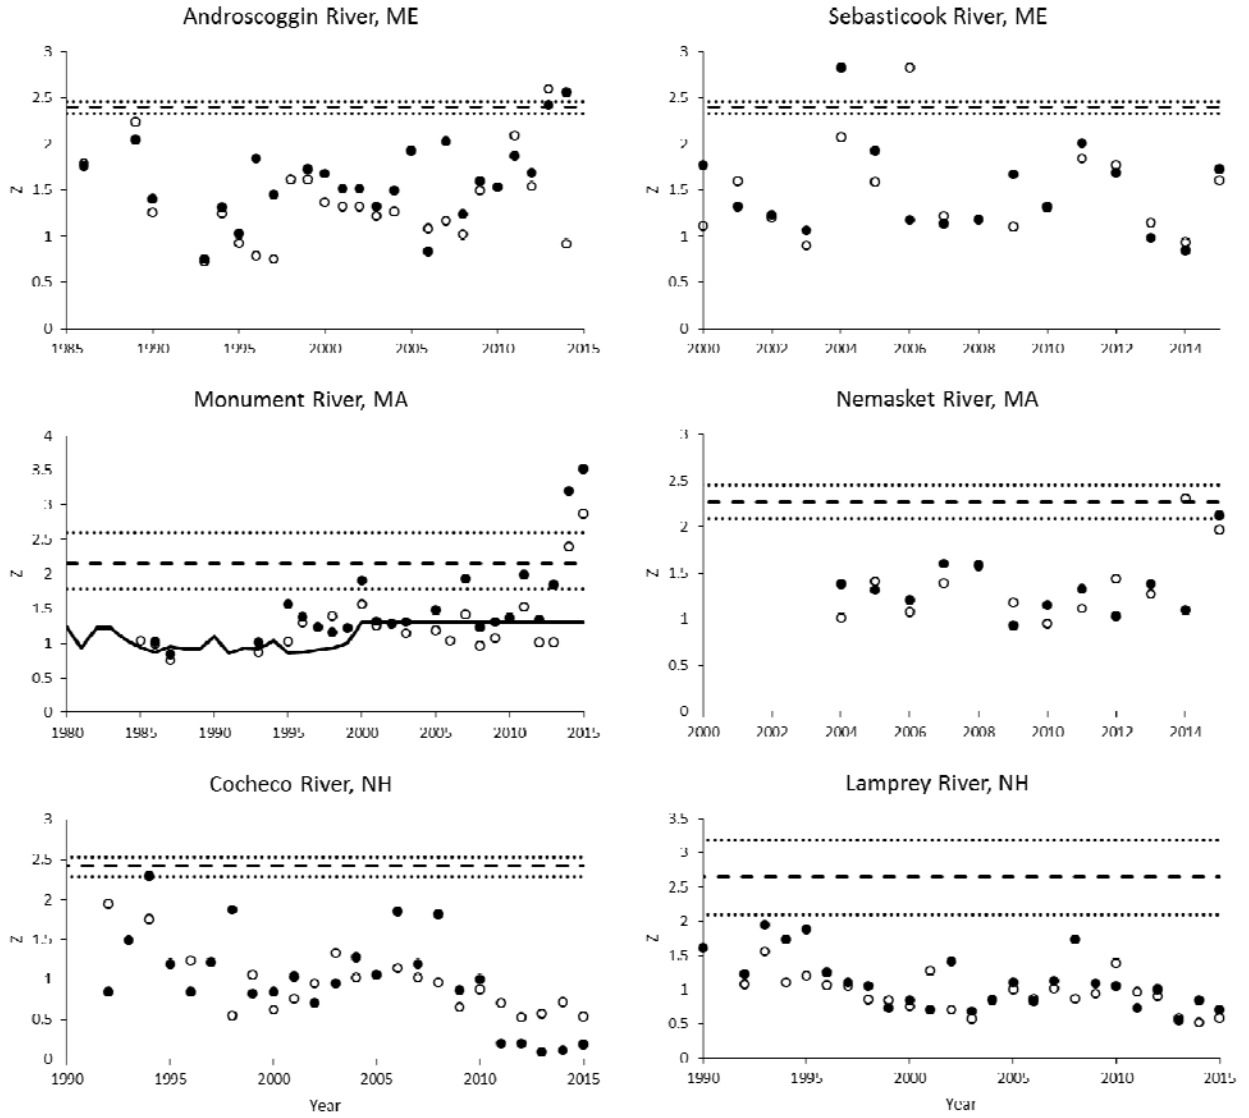 Androscoggin River, ME
3
2.5
2
Z 1.5
1
0.5
0
1985 1990 1995 2000 2005 2010 2015
Sebasticook River, ME
3
2.5
2
Z 1.5
1
0.5
0
2000 2002 2004 2006 2008 2010 2012 2014
Monument River, MA
4
3.5
3
2.5
Z 2
1.5
1
0.5
0
1980 1985 1990 1995 2000 2005 2010 2015
Nemasket River, MA
3
2.5
2
Z 1.5
1
0.5
0
2000 2002 2004 2006 2008 2010 2012 2014
Cocheco River, NH
3
2.5
2
Z 1.5
1
0.5
0
1990 1995 2000 2005 2010 2015
Year
Lamprey River, NH
3.5
3
2.5
2
Z
1.5
1
0.5
0
1990 1995 2000 2005 2010 2015
Year